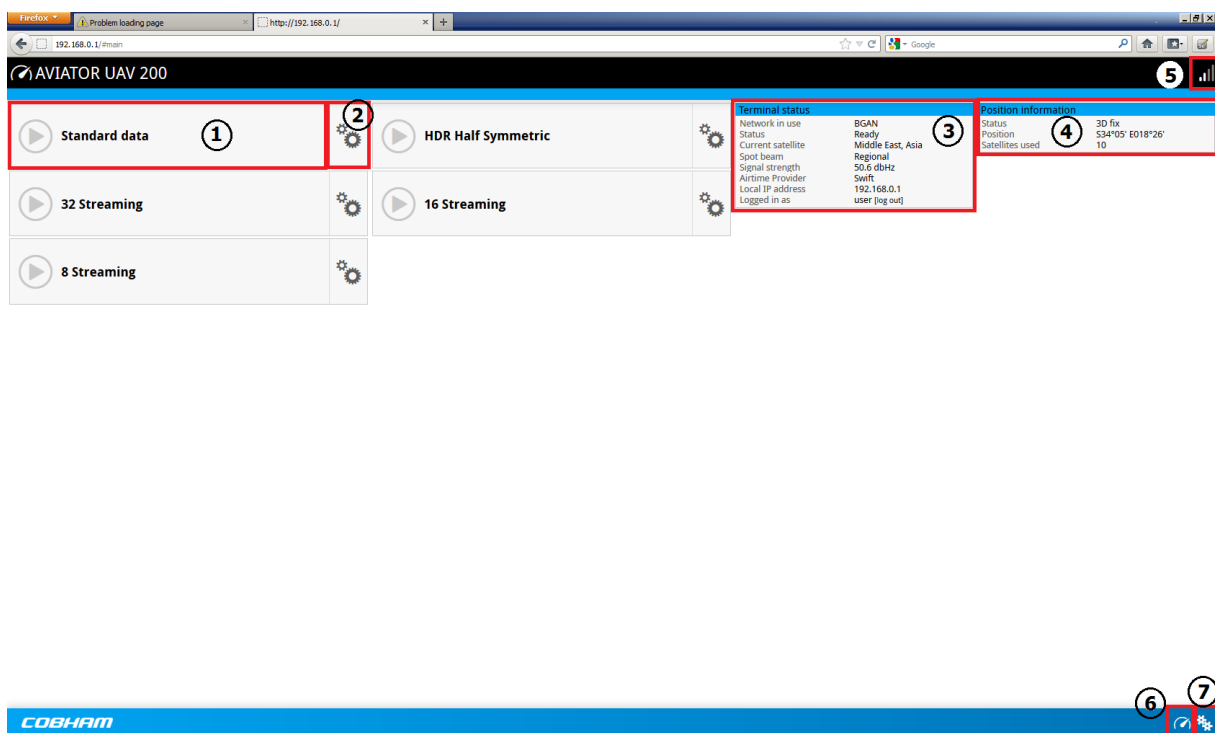 Firefox
Problem loading page
http://192.168.0.1/
192.168.0.1/#main
Google
AVIATOR UAV 200
5
Standard data
1
2
HDR Half Symmetric
32 Streaming
16 Streaming
8 Streaming
Terminal status
Network in use BGAN
Status Ready
Current satellite Middle East, Asia
Spot beam Regional
Signal strength 50.6 dbHz
Airtime Provider Swift
Local IP address 192.168.0.1
Logged in as user [log out]
3
Position information
Status 3D fix
Position S34°05' E018°26'
Satellites used 10
4
6
7
COBHAM